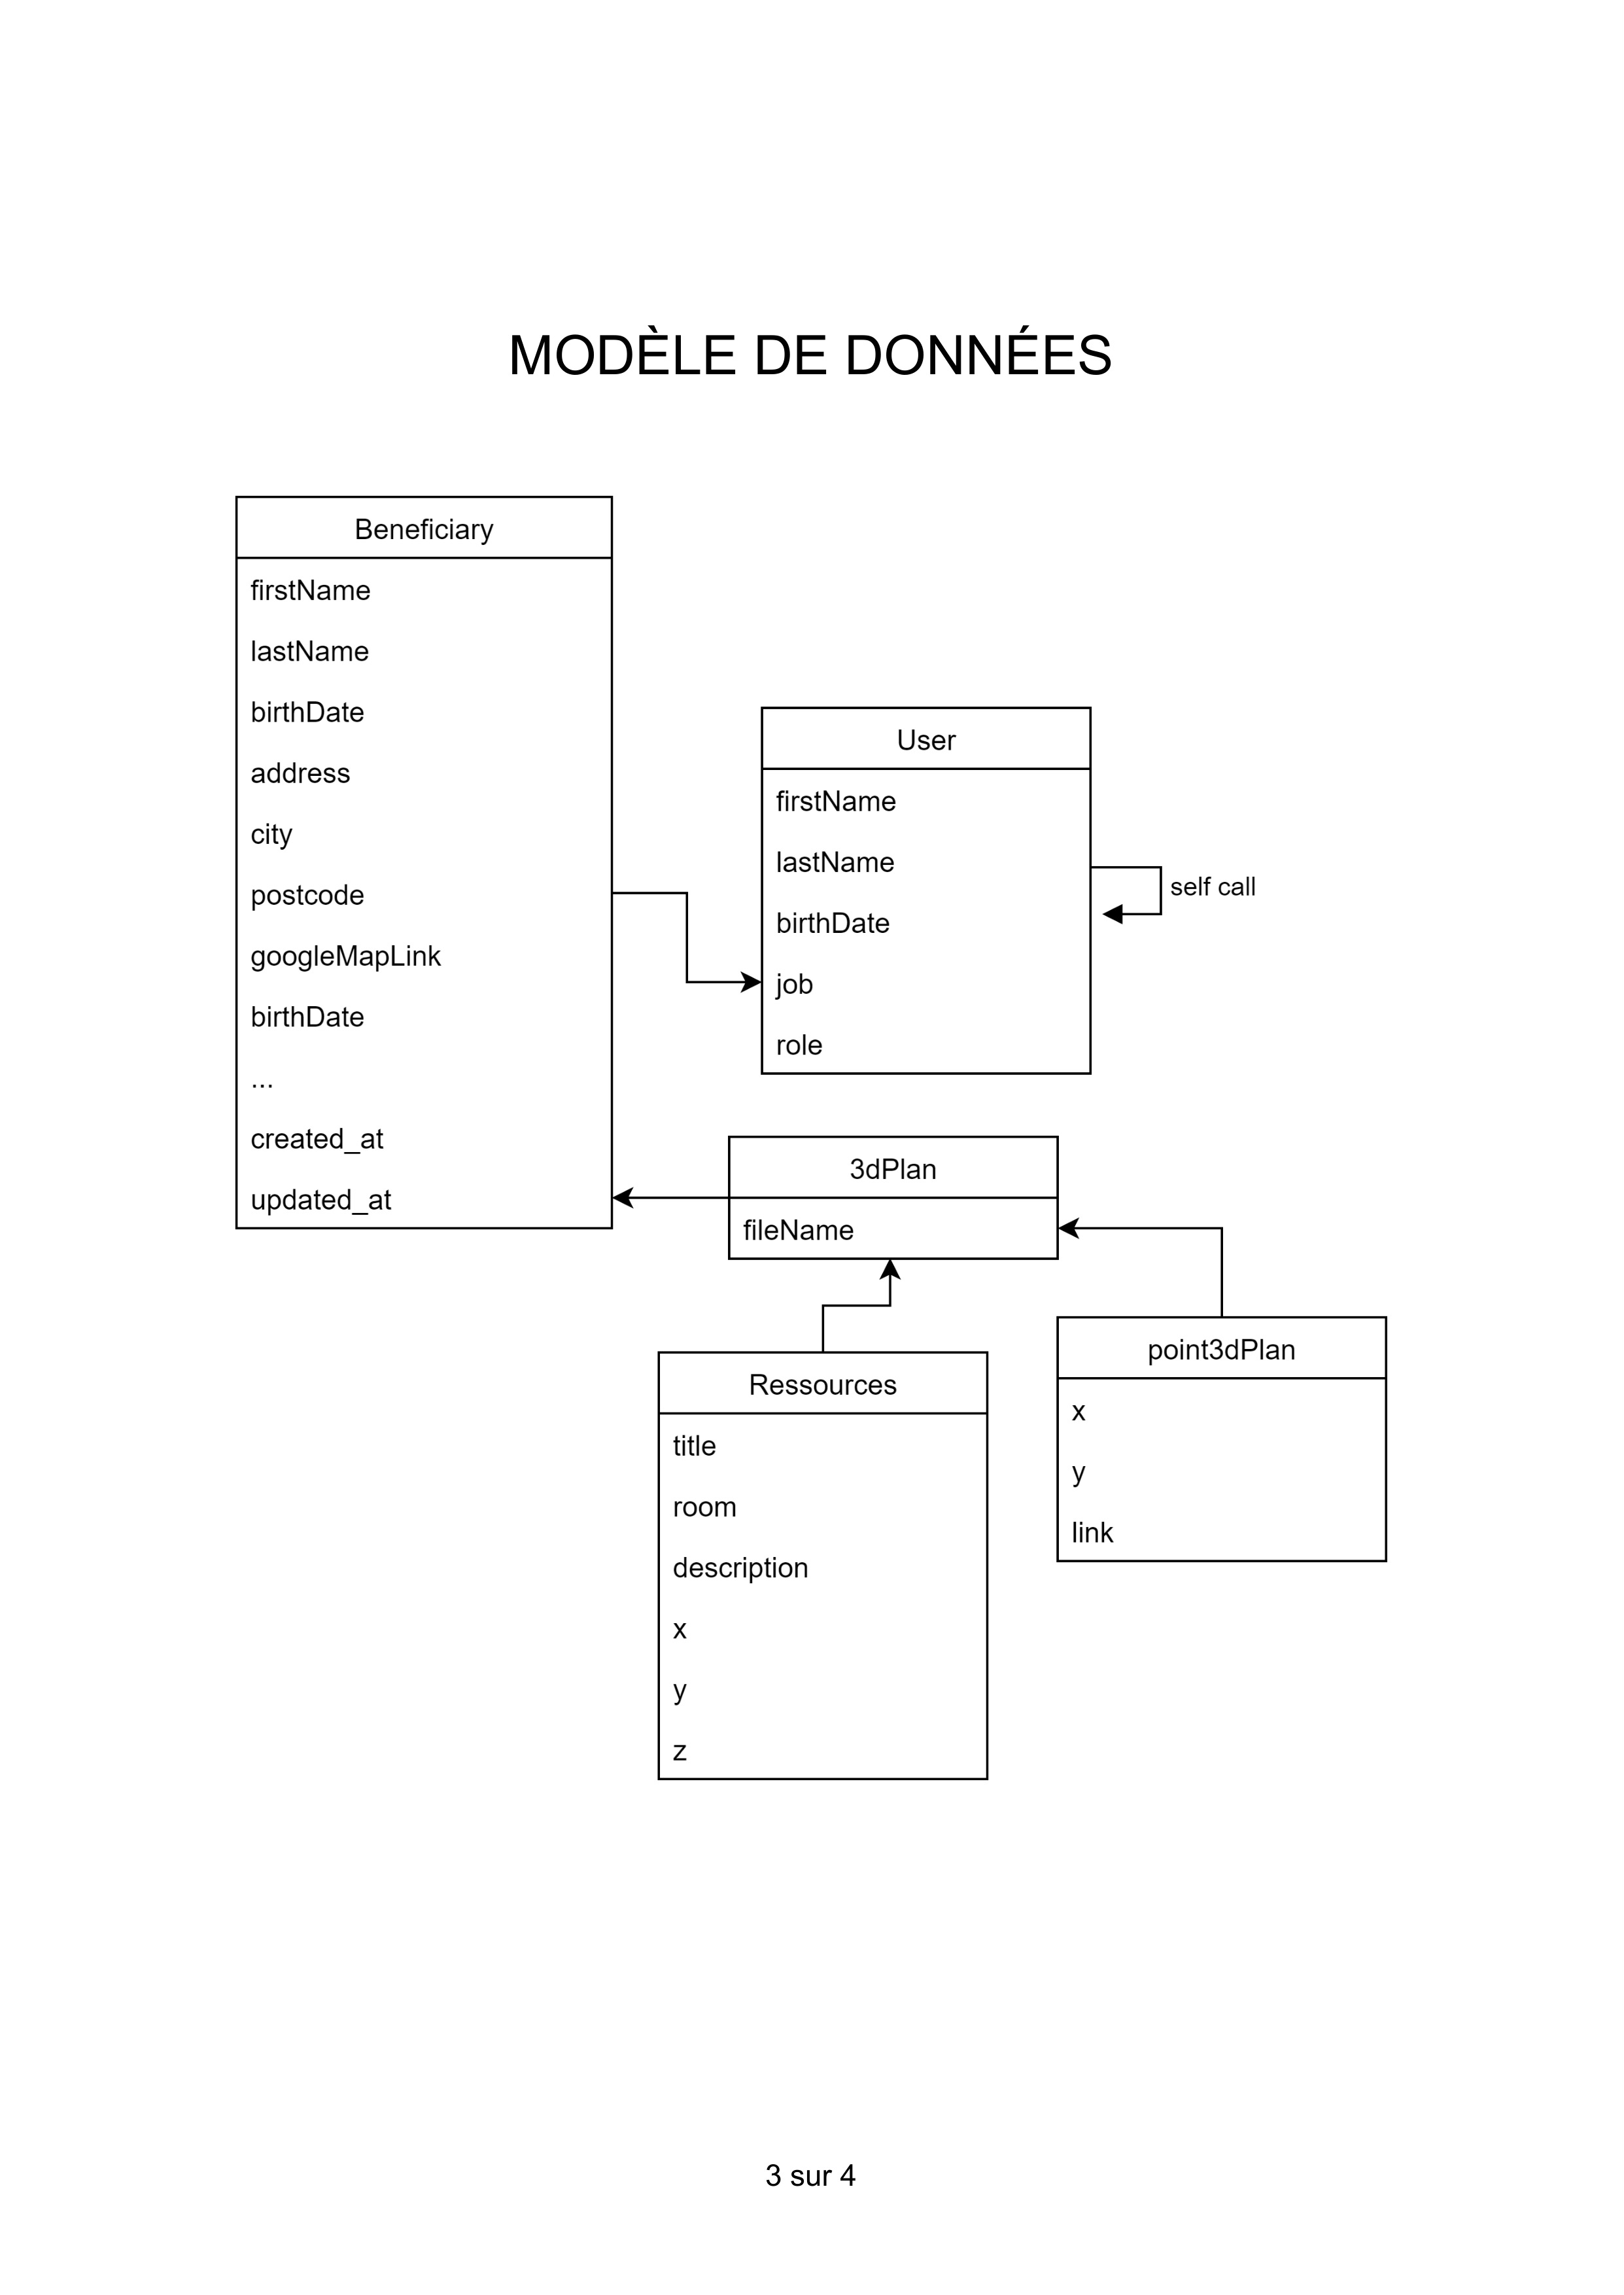 MODÈLE DE DONNÉES
Beneficiary
firstName
lastName
birthDate
address
city
postcode
googleMapLink
birthDate
...
created_at
updated_at
User
firstName
lastName
birthDate
job
role
self call
3dPlan
fileName
Ressources
title
room
description
x
y
z
point3dPlan
x
y
link
3 sur 4